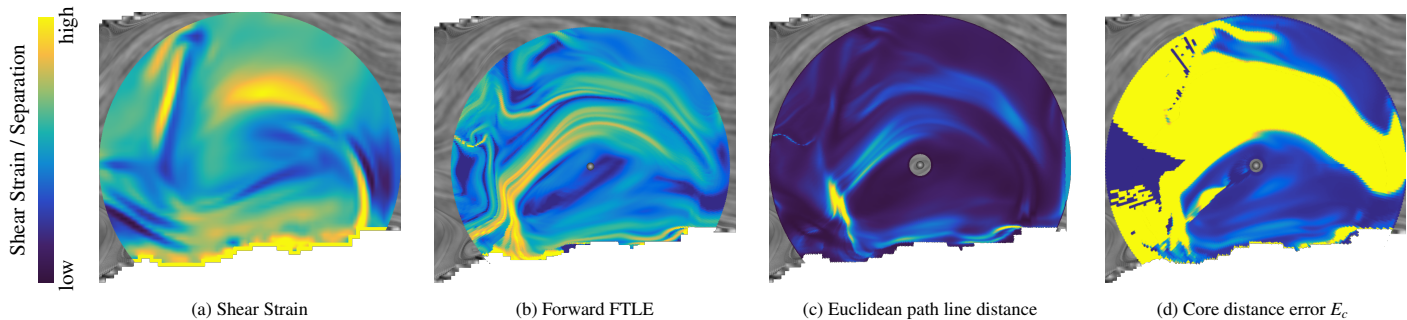 Shear Strain / Separation
high
low
(a) Shear Strain
(b) Forward FTLE
(c) Euclidean path line distance
(d) Core distance error E_c